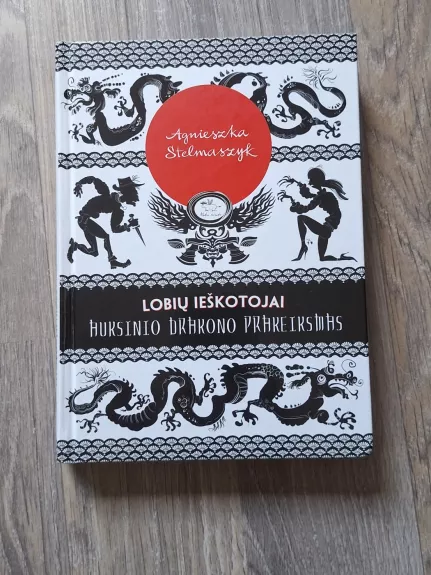 Agnieszka
Stelmaszyk
LOBIŲ IEŠKOTOJAI
AUKSINIO DRAKONO PRAKEIKSMAS